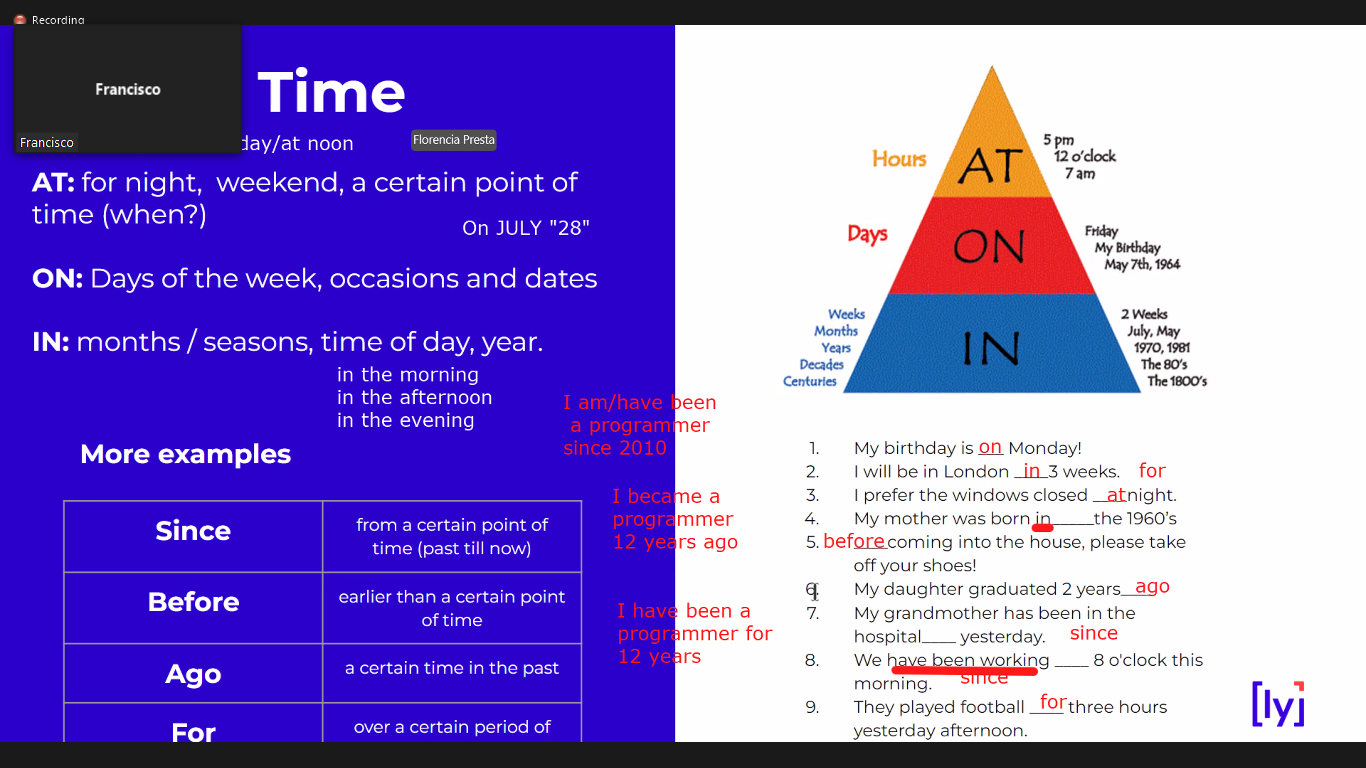 Recording
Francisco
Francisco
Time
day/at noon
Florencia Presta
AT: for night, weekend, a certain point of
time (when?)
On JULY "28"
ON: Days of the week, occasions and dates
IN: months / seasons, time of day, year.
in the morning
in the afternoon
in the evening
I am/have been
a programmer
since 2010
More examples
Since
from a certain point of
time (past till now)
Before
earlier than a certain point
of time
Ago
a certain time in the past
For
over a certain period of
I became a
programmer
12 years ago
I have been a
programmer for
12 years
Hours
AT
5 pm
12 o'clock
7 am
Days
ON
Friday
My Birthday
May 7th, 1964
Weeks
Months
Years
Decades
Centuries
IN
2 Weeks
July, May
1970, 1981
The 80's
The 1800's
1. My birthday is on Monday!
2. I will be in London __in_3 weeks. for
3. I prefer the windows closed __at night.
4. My mother was born in_____the 1960's
5. before coming into the house, please take
off your shoes!
6. My daughter graduated 2 years__ago
7. My grandmother has been in the
hospital____ yesterday. since
8. We have been working ____ 8 o'clock this
morning. since
9. They played football _for_ three hours
yesterday afternoon.
[ly]